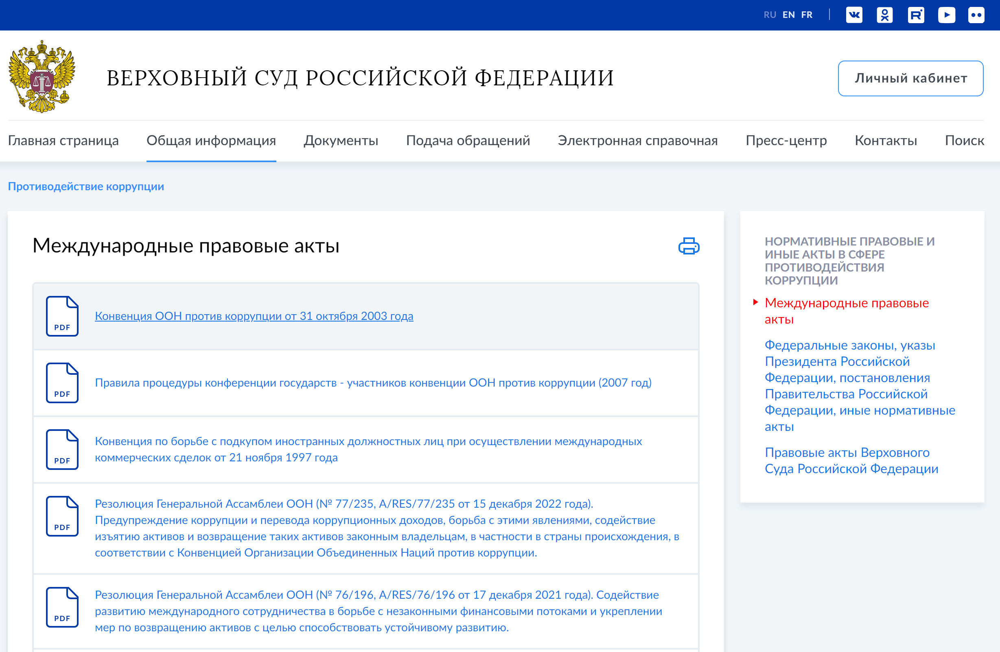 RU EN FR
ВЕРХОВНЫЙ СУД РОССИЙСКОЙ ФЕДЕРАЦИИ
Личный кабинет
Главная страница Общая информация Документы Подача обращений Электронная справочная Пресс-центр Контакты Поиск
Противодействие коррупции
Международные правовые акты
PDF
Конвенция ООН против коррупции от 31 октября 2003 года
PDF
Правила процедуры конференции государств - участников конвенции ООН против коррупции (2007 год)
PDF
Конвенция по борьбе с подкупом иностранных должностных лиц при осуществлении международных
коммерческих сделок от 21 ноября 1997 года
PDF
Резолюция Генеральной Ассамблеи ООН (№ 77/235, A/RES/77/235 от 15 декабря 2022 года).
Предупреждение коррупции и перевода коррупционных доходов, борьба с этими явлениями, содействие
изъятию активов и возвращение таких активов законным владельцам, в частности в страны происхождения, в
соответствии с Конвенцией Организации Объединенных Наций против коррупции.
PDF
Резолюция Генеральной Ассамблеи ООН (№ 76/196, A/RES/76/196 от 17 декабря 2021 года). Содействие
развитию международного сотрудничества в борьбе с незаконными финансовыми потоками и укреплении
мер по возвращению активов с целью способствовать устойчивому развитию.
НОРМАТИВНЫЕ ПРАВОВЫЕ И
ИНЫЕ АКТЫ В СФЕРЕ
ПРОТИВОДЕЙСТВИЯ
КОРРУПЦИИ
Международные правовые
акты
Федеральные законы, указы
Президента Российской
Федерации, постановления
Правительства Российской
Федерации, иные нормативные
акты
Правовые акты Верховного
Суда Российской Федерации